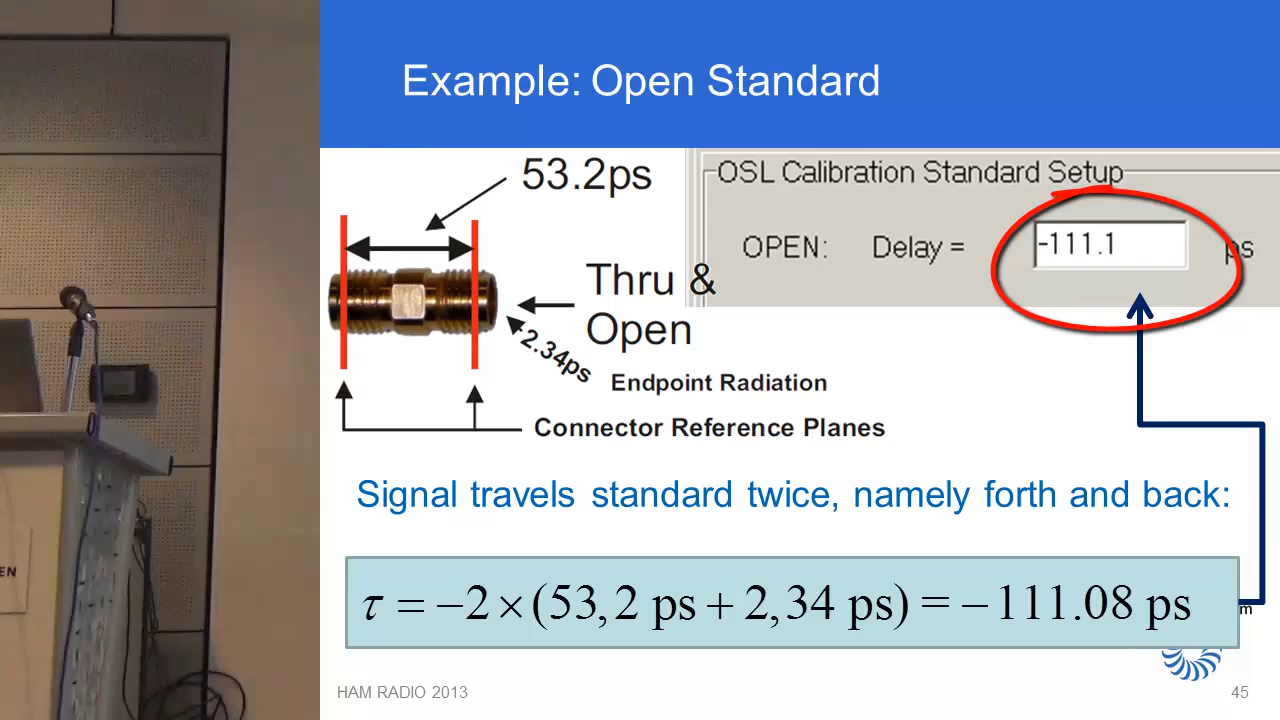 Example: Open Standard
53.2ps
OSL Calibration Standard Setup
OPEN: Delay = -111.1 ps
Thru &
Open
2.34ps
Endpoint Radiation
Connector Reference Planes
Signal travels standard twice, namely forth and back:
τ = −2 × (53,2 ps + 2,34 ps) = − 111.08 ps
m
EN
HAM RADIO 2013
45